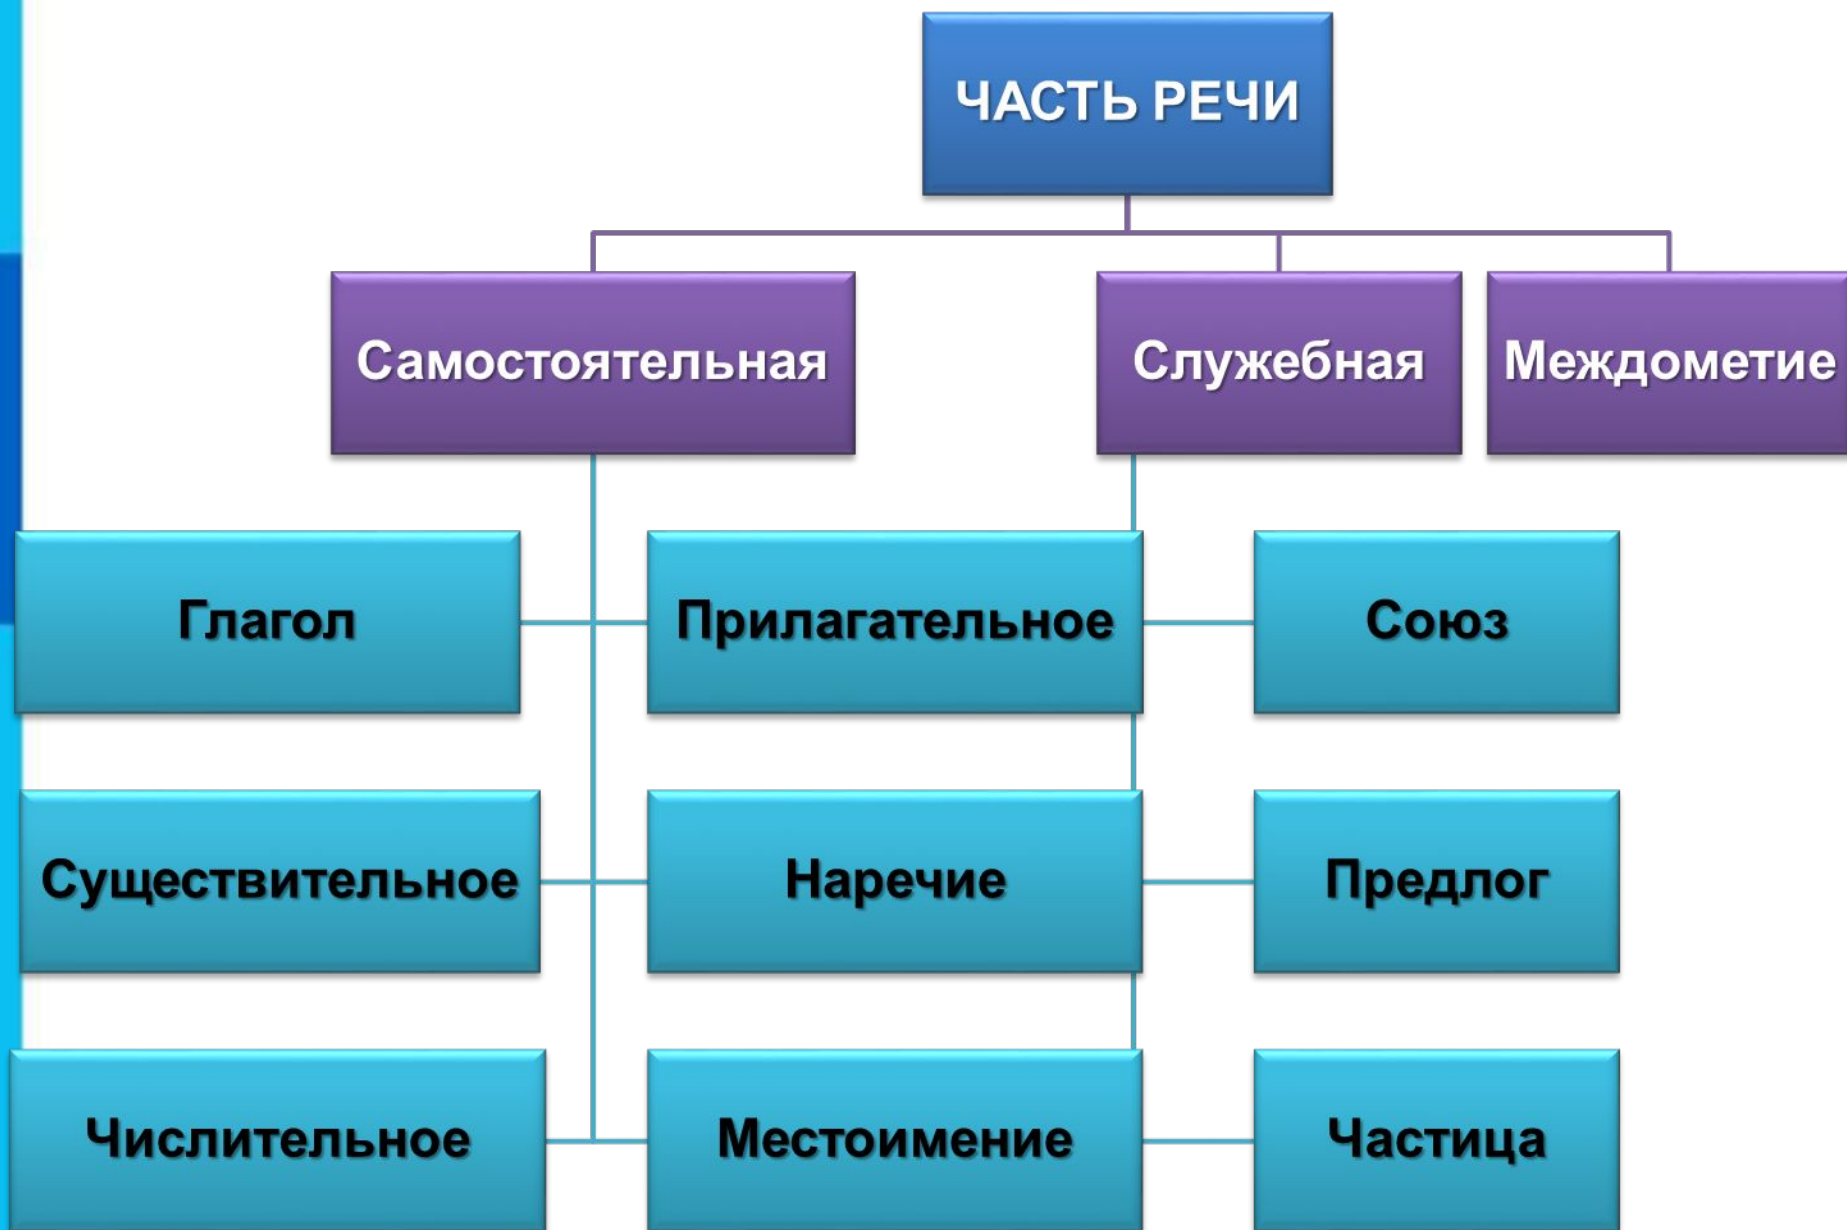 ЧАСТЬ РЕЧИ
Самостоятельная
Служебная
Междометие
Глагол
Прилагательное
Союз
Существительное
Наречие
Предлог
Числительное
Местоимение
Частица